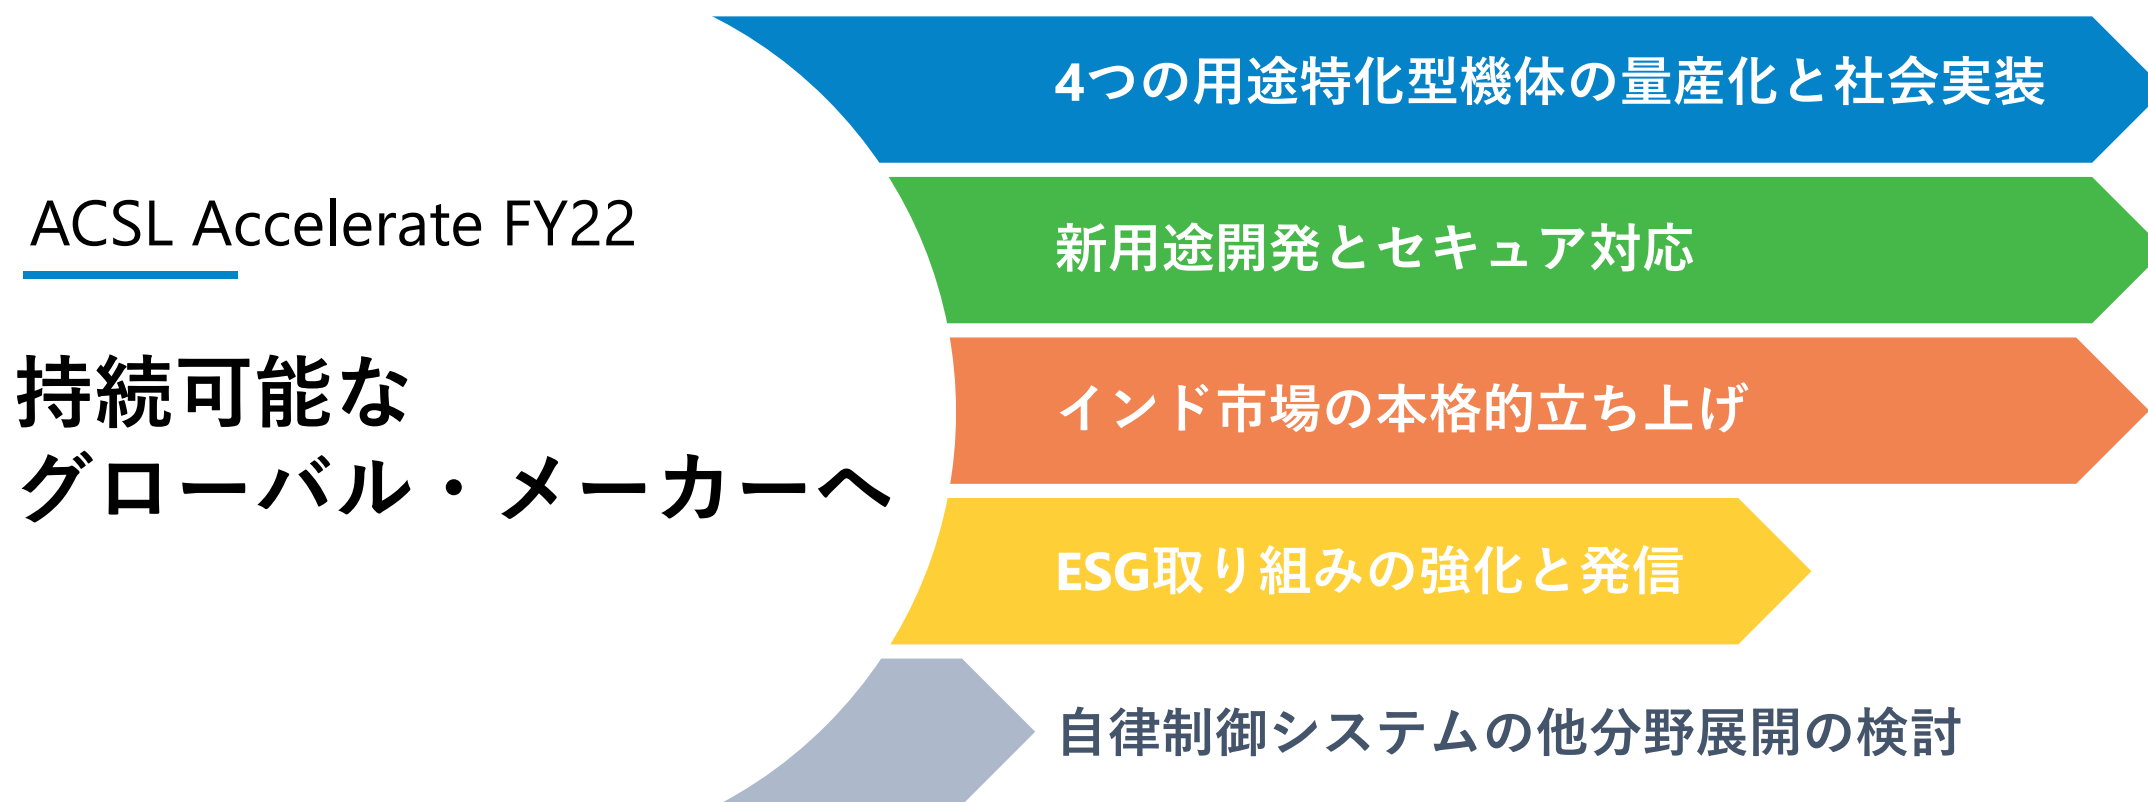 ACSL Accelerate FY22
持続可能な
グローバル・メーカーへ
4つの用途特化型機体の量産化と社会実装
新用途開発とセキュア対応
インド市場の本格的立ち上げ
ESG取り組みの強化と発信
自律制御システムの他分野展開の検討